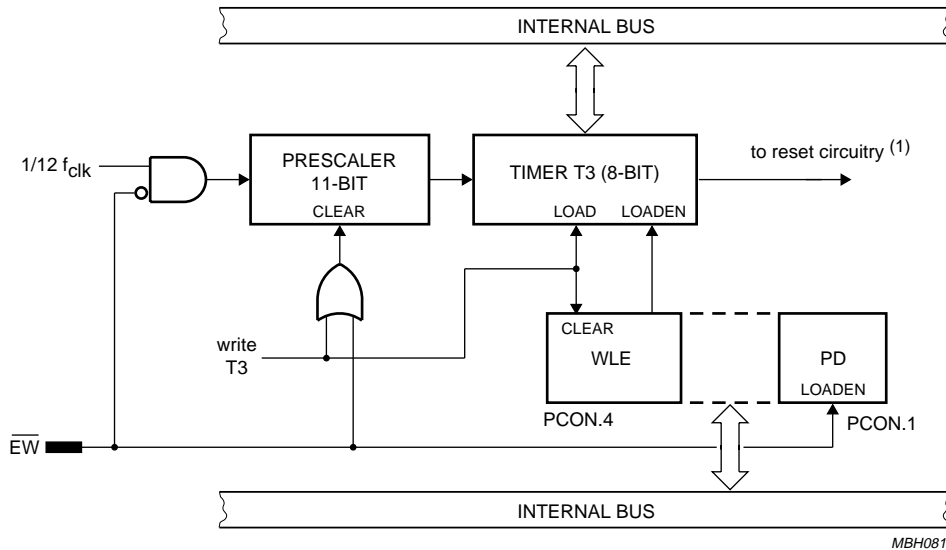 INTERNAL BUS
1/12 fclk
PRESCALER
11-BIT
CLEAR
TIMER T3 (8-BIT)
LOAD LOADEN
to reset circuitry (1)
write
T3
CLEAR
WLE
PCON.4
PD
LOADEN
PCON.1
EW
INTERNAL BUS
MBH081